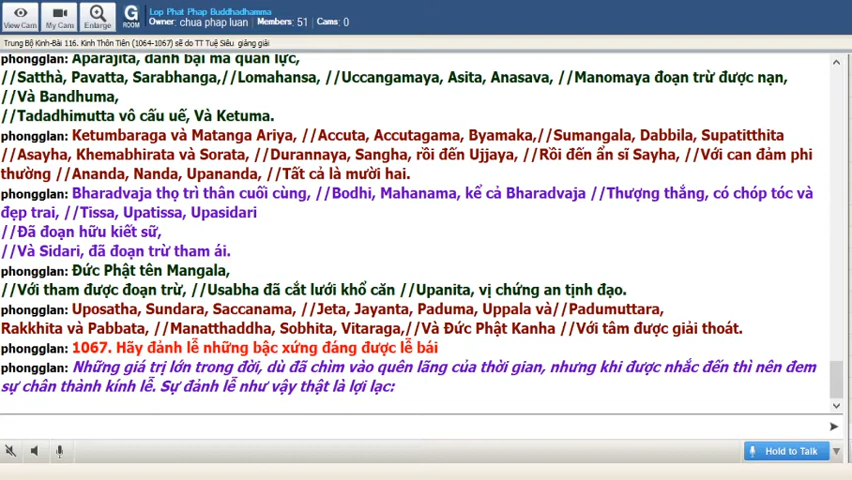 Lop Phat Phap Buddhadhamma
Owner: chua phap luan Members: 51 Cams: 0
View Cam My Cam Enlarge G ROOM
Trung Bộ Kinh-Bài 116. Kinh Thôn Tiên (1064-1067) sẽ do TT Tuệ Siêu giảng giải
phongglan: Aparajita, đánh bại ma quân lực,
//Satthà, Pavatta, Sarabhanga,//Lomahansa, //Uccangamaya, Asita, Anasava, //Manomaya đoạn trừ được nạn,
//Và Bandhuma,
//Tadadhimutta vô cấu uế, Và Ketuma.
phongglan: Ketumbaraga và Matanga Ariya, //Accuta, Accutagama, Byamaka,//Sumangala, Dabbila, Supatitthita
//Asayha, Khemabhirata và Sorata, //Durannaya, Sangha, rồi đến Ujjaya, //Rồi đến ẩn sĩ Sayha, //Với can đảm phi
thường //Ananda, Nanda, Upananda, //Tất cả là mười hai.
phongglan: Bharadvaja thọ trì thân cuối cùng, //Bodhi, Mahanama, kể cả Bharadvaja //Thượng thắng, có chóp tóc và
đẹp trai, //Tissa, Upatissa, Upasidari
//Đã đoạn hữu kiết sử,
//Và Sidari, đã đoạn trừ tham ái.
phongglan: Đức Phật tên Mangala,
//Với tham được đoạn trừ, //Usabha đã cắt lưới khổ căn //Upanita, vị chứng an tịnh đạo.
phongglan: Uposatha, Sundara, Saccanama, //Jeta, Jayanta, Paduma, Uppala và//Padumuttara,
Rakkhita và Pabbata, //Manatthaddha, Sobhita, Vitaraga,//Và Đức Phật Kanha //Với tâm được giải thoát.
phongglan: 1067. Hãy đảnh lễ những bậc xứng đáng được lễ bái
phongglan: Những giá trị lớn trong đời, dù đã chìm vào quên lãng của thời gian, nhưng khi được nhắc đến thì nên đem
sự chân thành kính lễ. Sự đảnh lễ như vậy thật là lợi lạc:
Hold to Talk